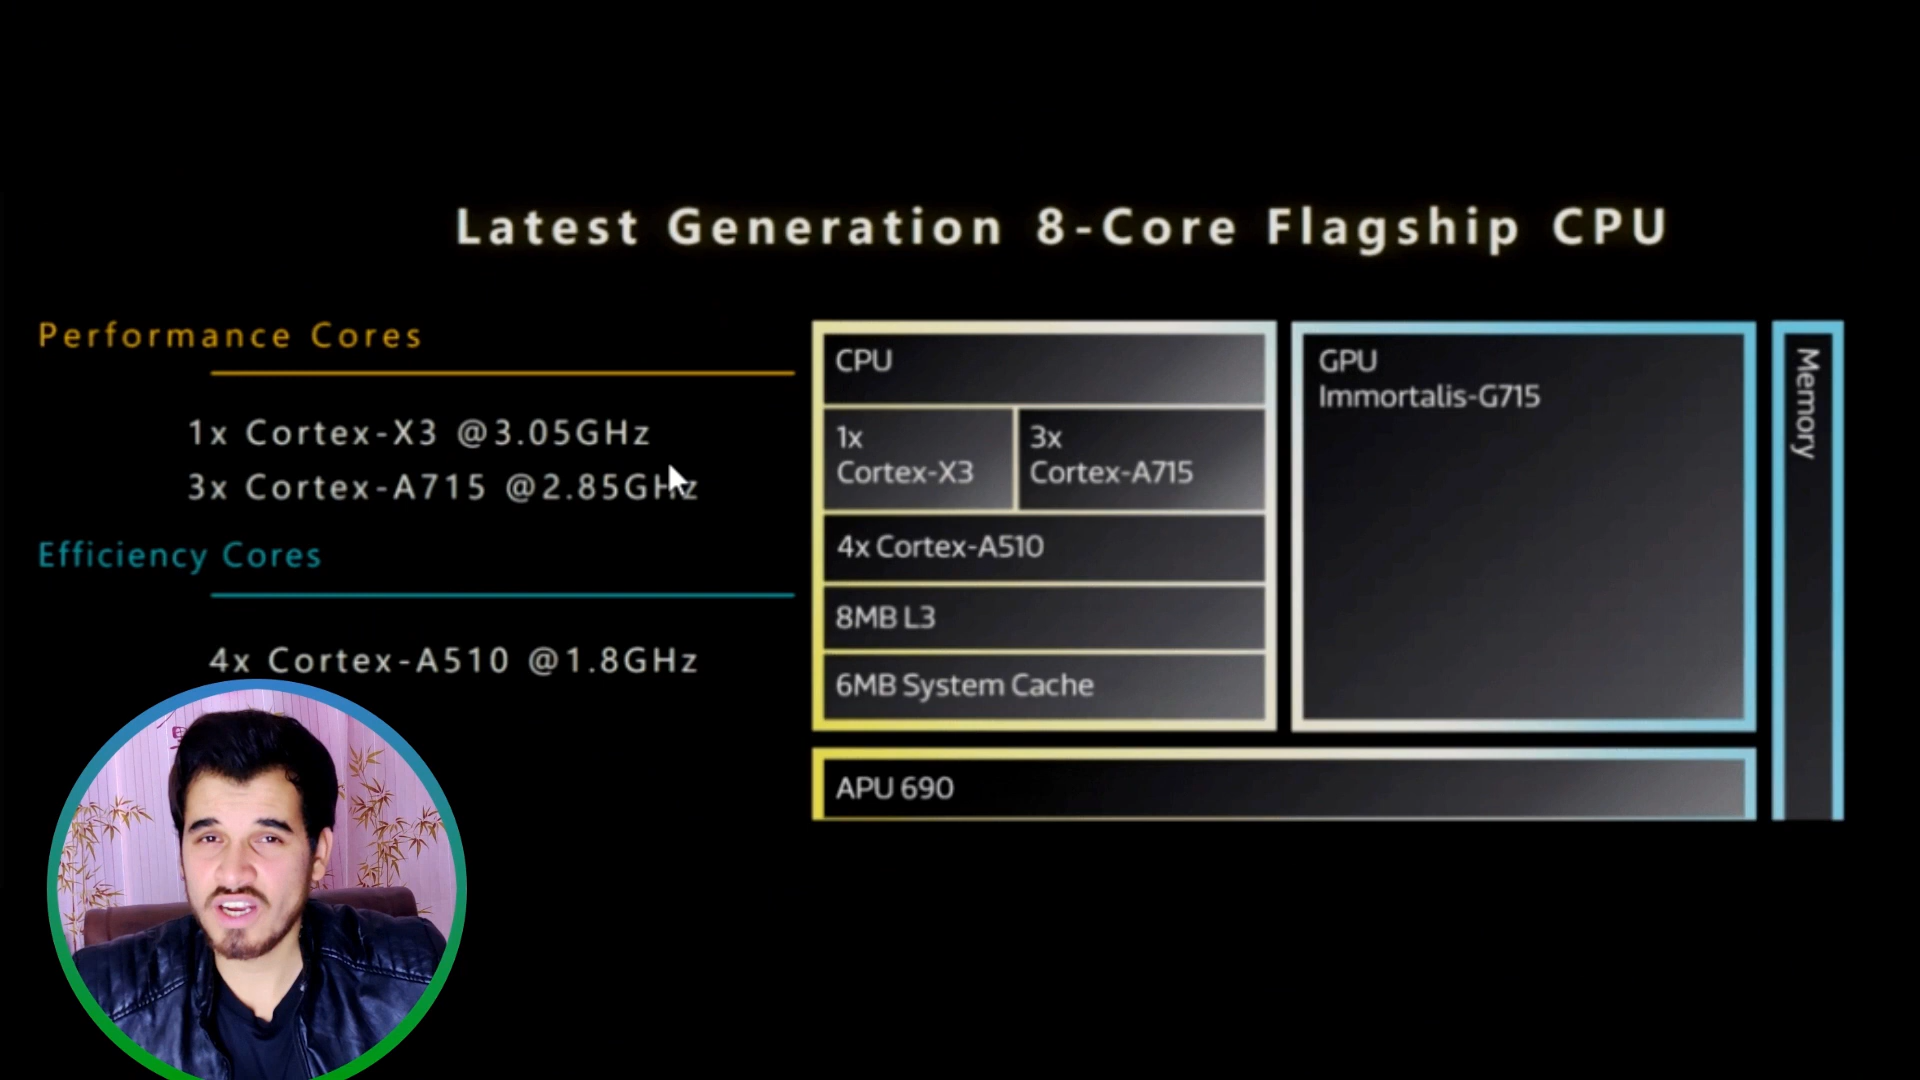 Latest Generation 8-Core Flagship CPU
Performance Cores
1x Cortex-X3 @3.05GHz
3x Cortex-A715 @2.85GHz
Efficiency Cores
4x Cortex-A510 @1.8GHz
CPU
1x
Cortex-X3
3x
Cortex-A715
4x Cortex-A510
8MB L3
6MB System Cache
GPU
Immortalis-G715
Memory
APU 690